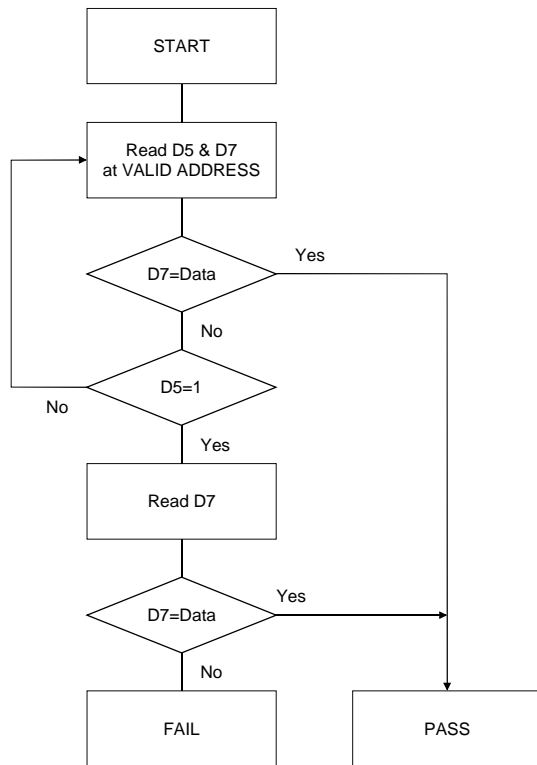 START
Read D5 & D7
at VALID ADDRESS
D7=Data
Yes
No
D5=1
No
Yes
Read D7
D7=Data
Yes
No
FAIL
PASS